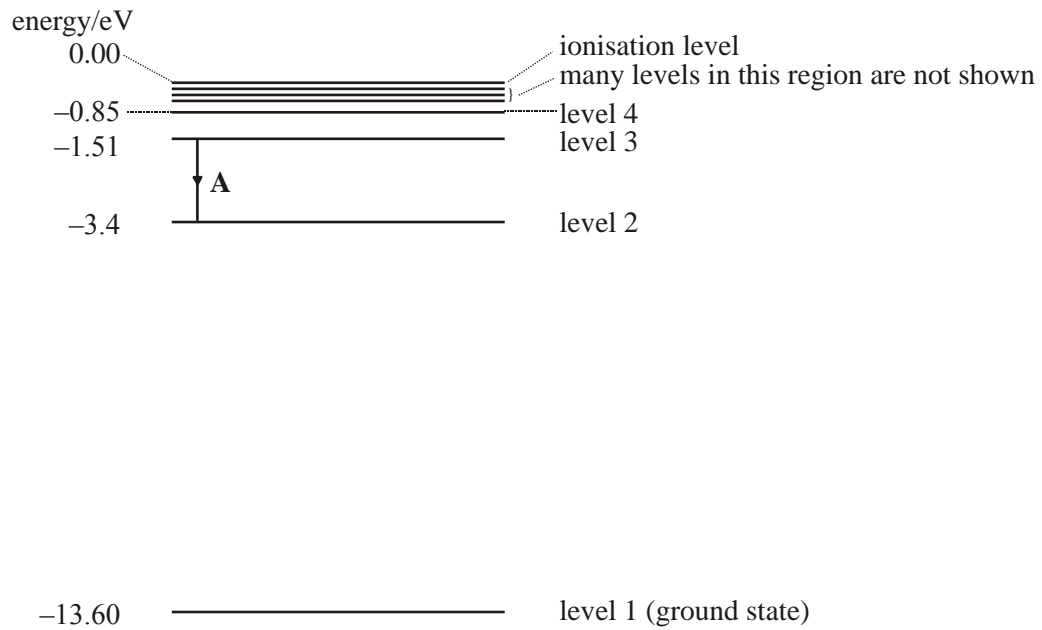 energy/eV
0.00
ionisation level
many levels in this region are not shown
–0.85
level 4
–1.51
level 3
A
–3.4
level 2
–13.60
level 1 (ground state)